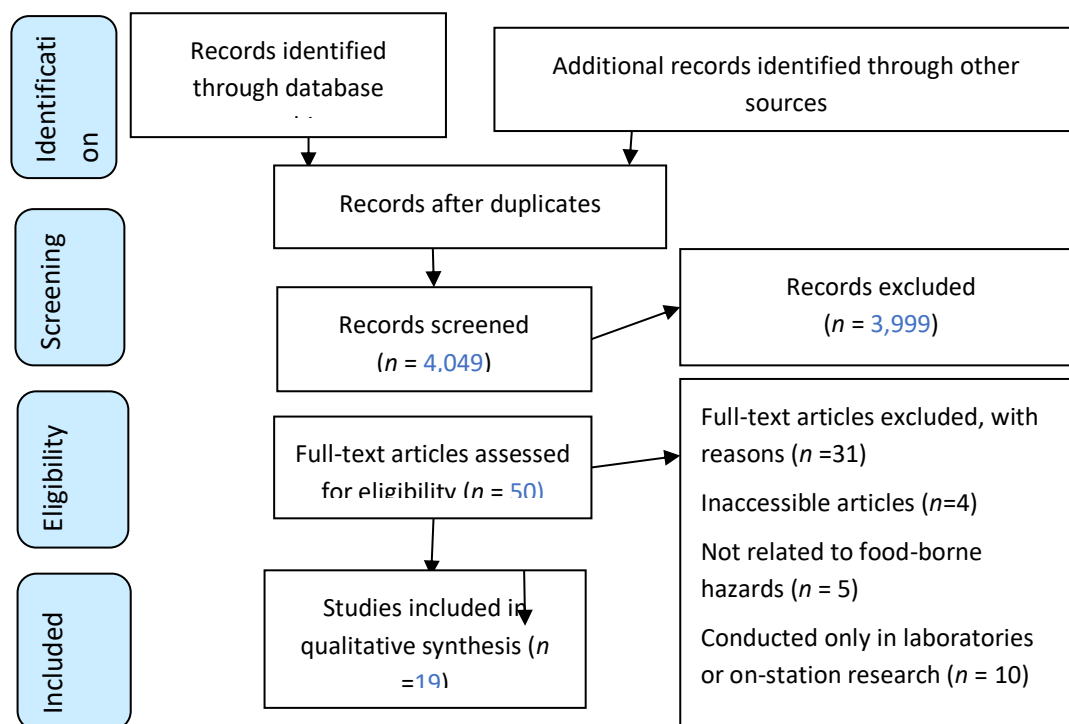 Identificati
on
Records identified
through database
Additional records identified through other
sources
Records after duplicates
Screening
Records screened
(n = 4,049)
Records excluded
(n = 3,999)
Eligibility
Full-text articles assessed
for eligibility (n = 50)
Full-text articles excluded, with
reasons (n =31)
Inaccessible articles (n=4)
Not related to food-borne
hazards (n = 5)
Conducted only in laboratories
or on-station research (n = 10)
Included
Studies included in
qualitative synthesis (n
=19)